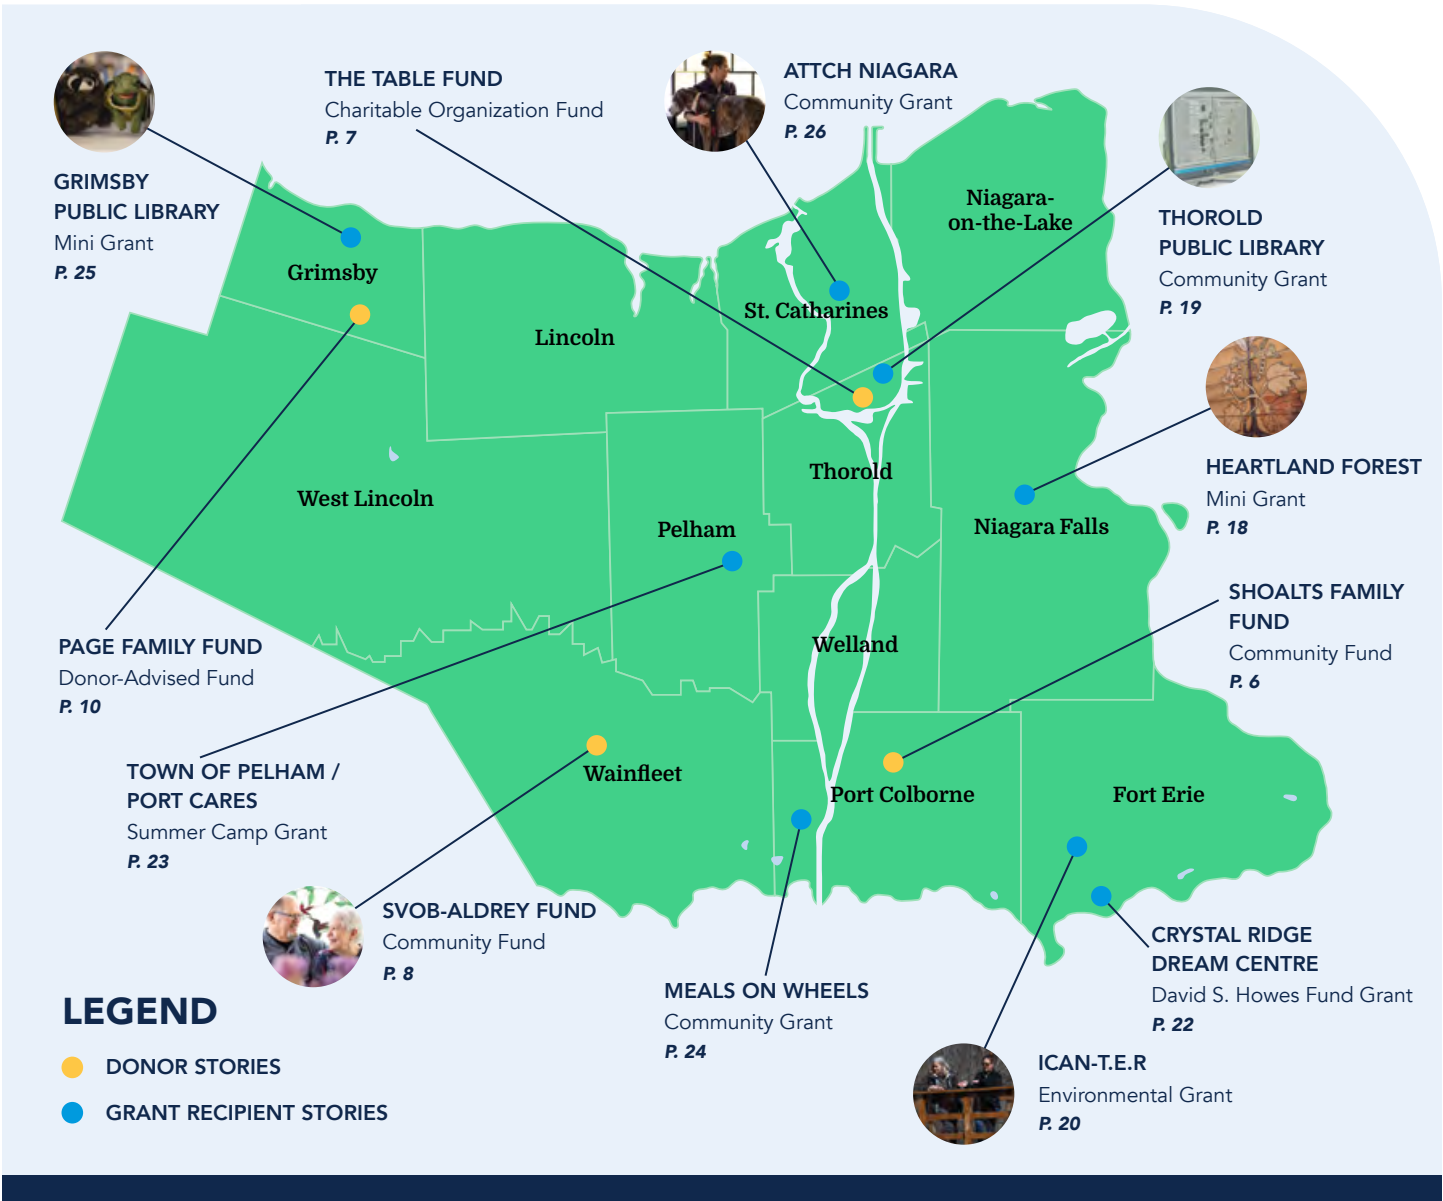 THE TABLE FUND
Charitable Organization Fund
P. 7
ATTCH NIAGARA
Community Grant
P. 26
GRIMSBY
PUBLIC LIBRARY
Mini Grant
P. 25
THOROLD
PUBLIC LIBRARY
Community Grant
P. 19
Niagara-
on-the-Lake
Grimsby
St. Catharines
Lincoln
HEARTLAND FOREST
Mini Grant
P. 18
Thorold
West Lincoln
Pelham
Niagara Falls
SHOALTS FAMILY
FUND
Community Fund
P. 6
PAGE FAMILY FUND
Donor-Advised Fund
P. 10
Welland
TOWN OF PELHAM /
PORT CARES
Summer Camp Grant
P. 23
Wainfleet
Port Colborne
Fort Erie
SVOB-ALDREY FUND
Community Fund
P. 8
MEALS ON WHEELS
Community Grant
P. 24
CRYSTAL RIDGE
DREAM CENTRE
David S. Howes Fund Grant
P. 22
ICAN-T.E.R
Environmental Grant
P. 20
LEGEND
DONOR STORIES
GRANT RECIPIENT STORIES